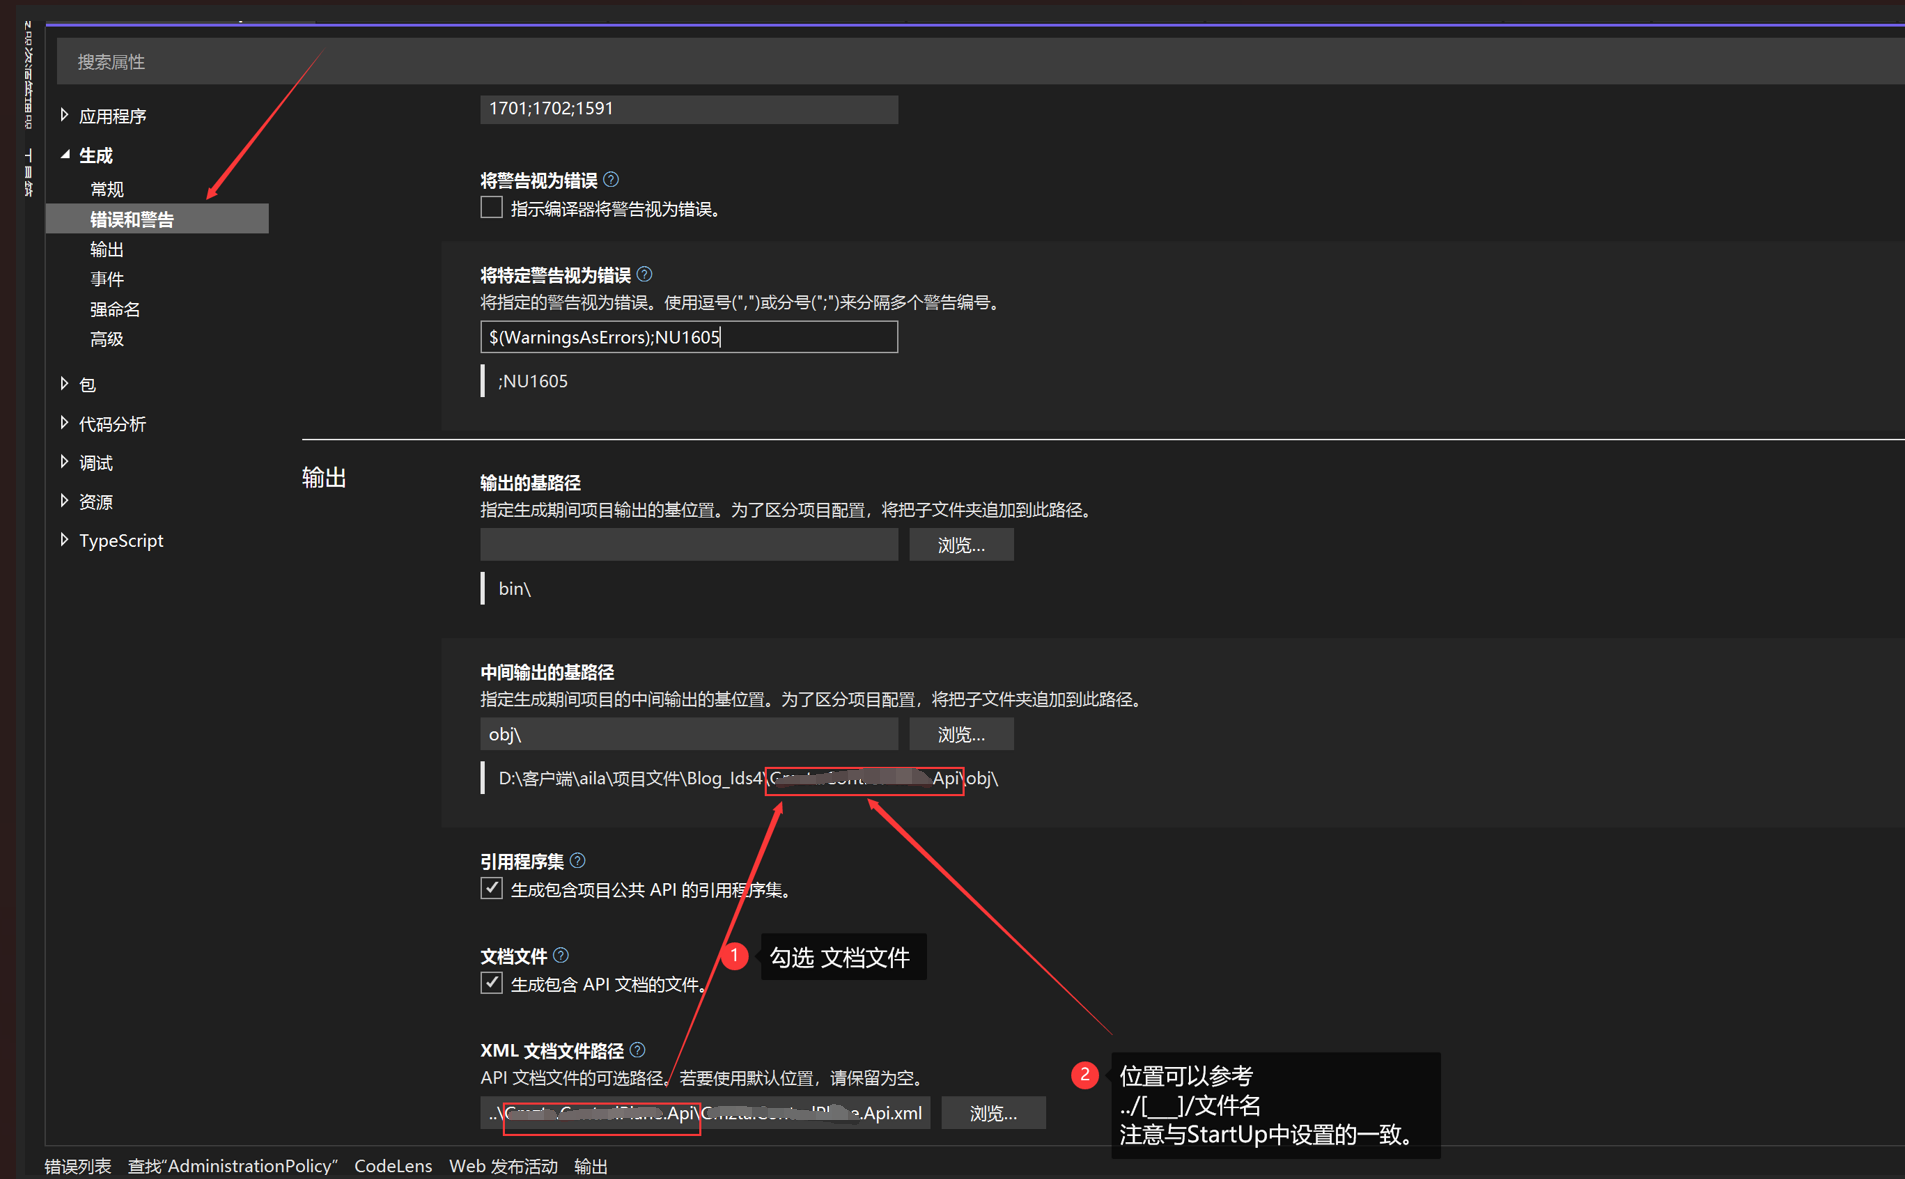 搜索属性
应用程序
生成
常规
错误和警告
输出
事件
强命名
高级
包
代码分析
调试
资源
TypeScript
1701;1702;1591
将警告视为错误
指示编译器将警告视为错误。
将特定警告视为错误
将指定的警告视为错误。使用逗号(",")或分号(";")来分隔多个警告编号。
$(WarningsAsErrors);NU1605
;NU1605
输出
输出的基路径
指定生成期间项目输出的基位置。为了区分项目配置，将把子文件夹追加到此路径。
浏览...
bin\
中间输出的基路径
指定生成期间项目的中间输出的基位置。为了区分项目配置，将把子文件夹追加到此路径。
obj\
浏览...
D:\客户端\aila\项目文件\Blog_Ids4\ Api\obj\
引用程序集
生成包含项目公共 API 的引用程序集。
文档文件
生成包含 API 文档的文件。
1
勾选 文档文件
XML 文档文件路径
API 文档文件的可选路径。若要使用默认位置，请保留为空。
..\ .Api\ .Api.xml
浏览...
2
位置可以参考
../[___]/文件名
注意与StartUp中设置的一致。
错误列表 查找"AdministrationPolicy" CodeLens Web 发布活动 输出